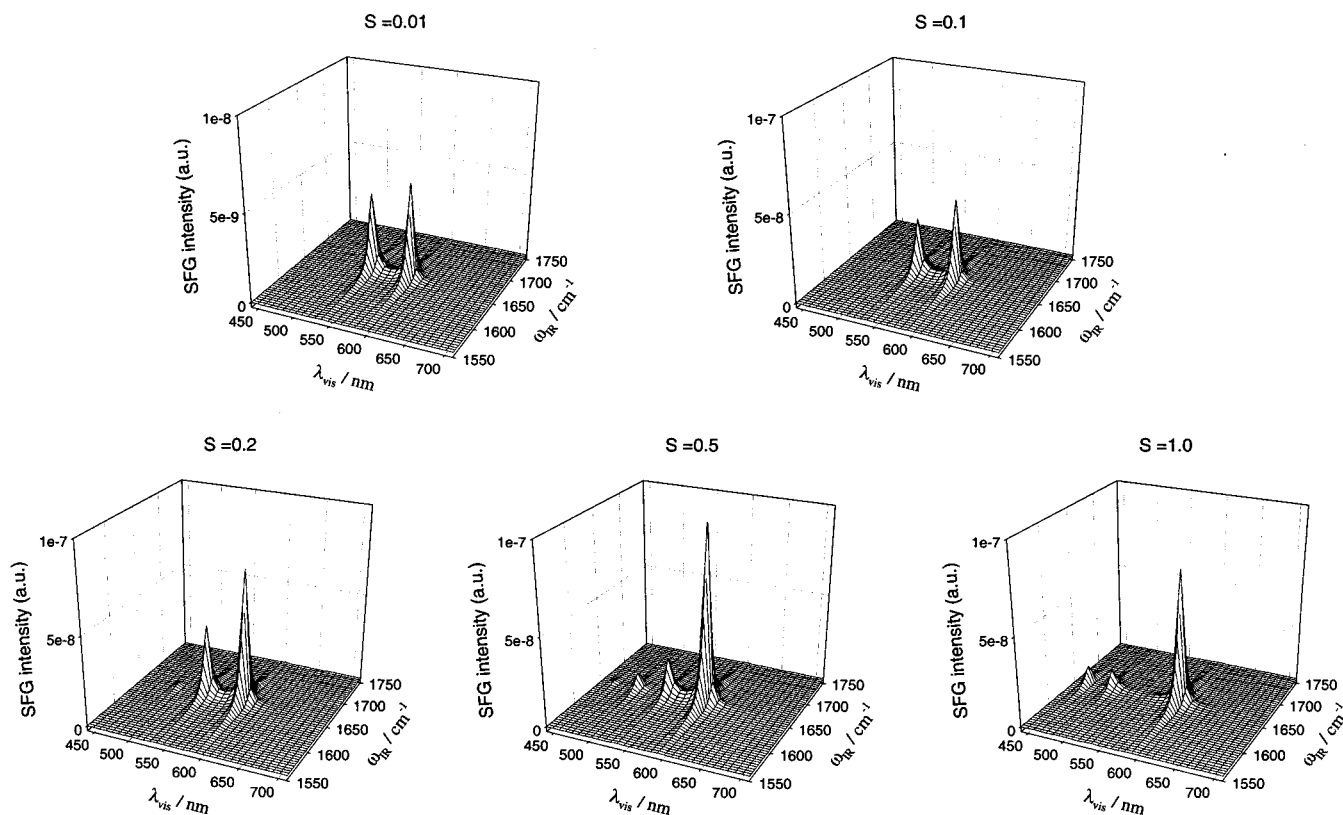 S =0.01
SFG intensity (a.u.)
1e-8
5e-9
0
450
500
550
600
650
700
λvis / nm
1550
1600
1650
1700
1750
ωIR / cm-1
S =0.1
SFG intensity (a.u.)
1e-7
5e-8
0
450
500
550
600
650
700
λvis / nm
1550
1600
1650
1700
1750
ωIR / cm-1
S =0.2
SFG intensity (a.u.)
1e-7
5e-8
0
450
500
550
600
650
700
λvis / nm
1550
1600
1650
1700
1750
ωIR / cm-1
S =0.5
SFG intensity (a.u.)
1e-7
5e-8
0
450
500
550
600
650
700
λvis / nm
1550
1600
1650
1700
1750
ωIR / cm-1
S =1.0
SFG intensity (a.u.)
1e-7
5e-8
0
450
500
550
600
650
700
λvis / nm
1550
1600
1650
1700
1750
ωIR / cm-1